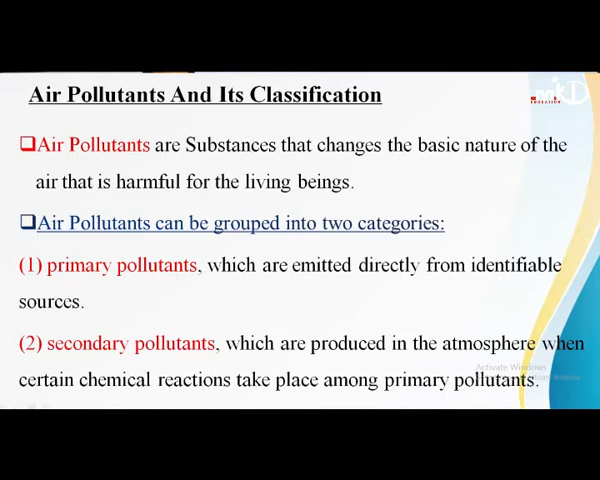 Air Pollutants And Its Classification
Air Pollutants are Substances that changes the basic nature of the
air that is harmful for the living beings.
Air Pollutants can be grouped into two categories:
(1) primary pollutants, which are emitted directly from identifiable
sources.
(2) secondary pollutants, which are produced in the atmosphere when
Activate Windows
certain chemical reactions take place among primary pollutants.